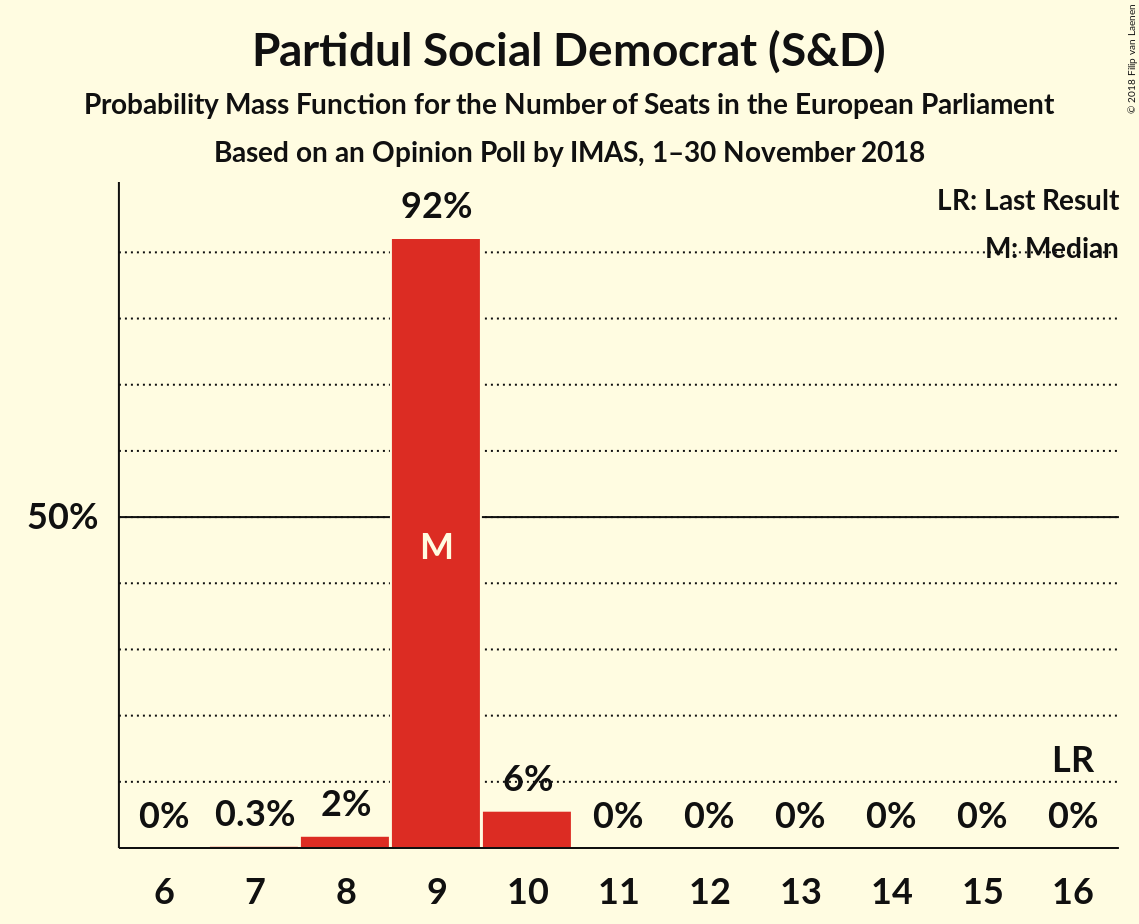 Partidul Social Democrat (S&D)
Probability Mass Function for the Number of Seats in the European Parliament
Based on an Opinion Poll by IMAS, 1–30 November 2018
© 2018 Filip van Laenen
LR: Last Result
M: Median
92%
50%
M
LR
0% 0.3% 2% 6% 0% 0% 0% 0% 0% 0%
6 7 8 9 10 11 12 13 14 15 16